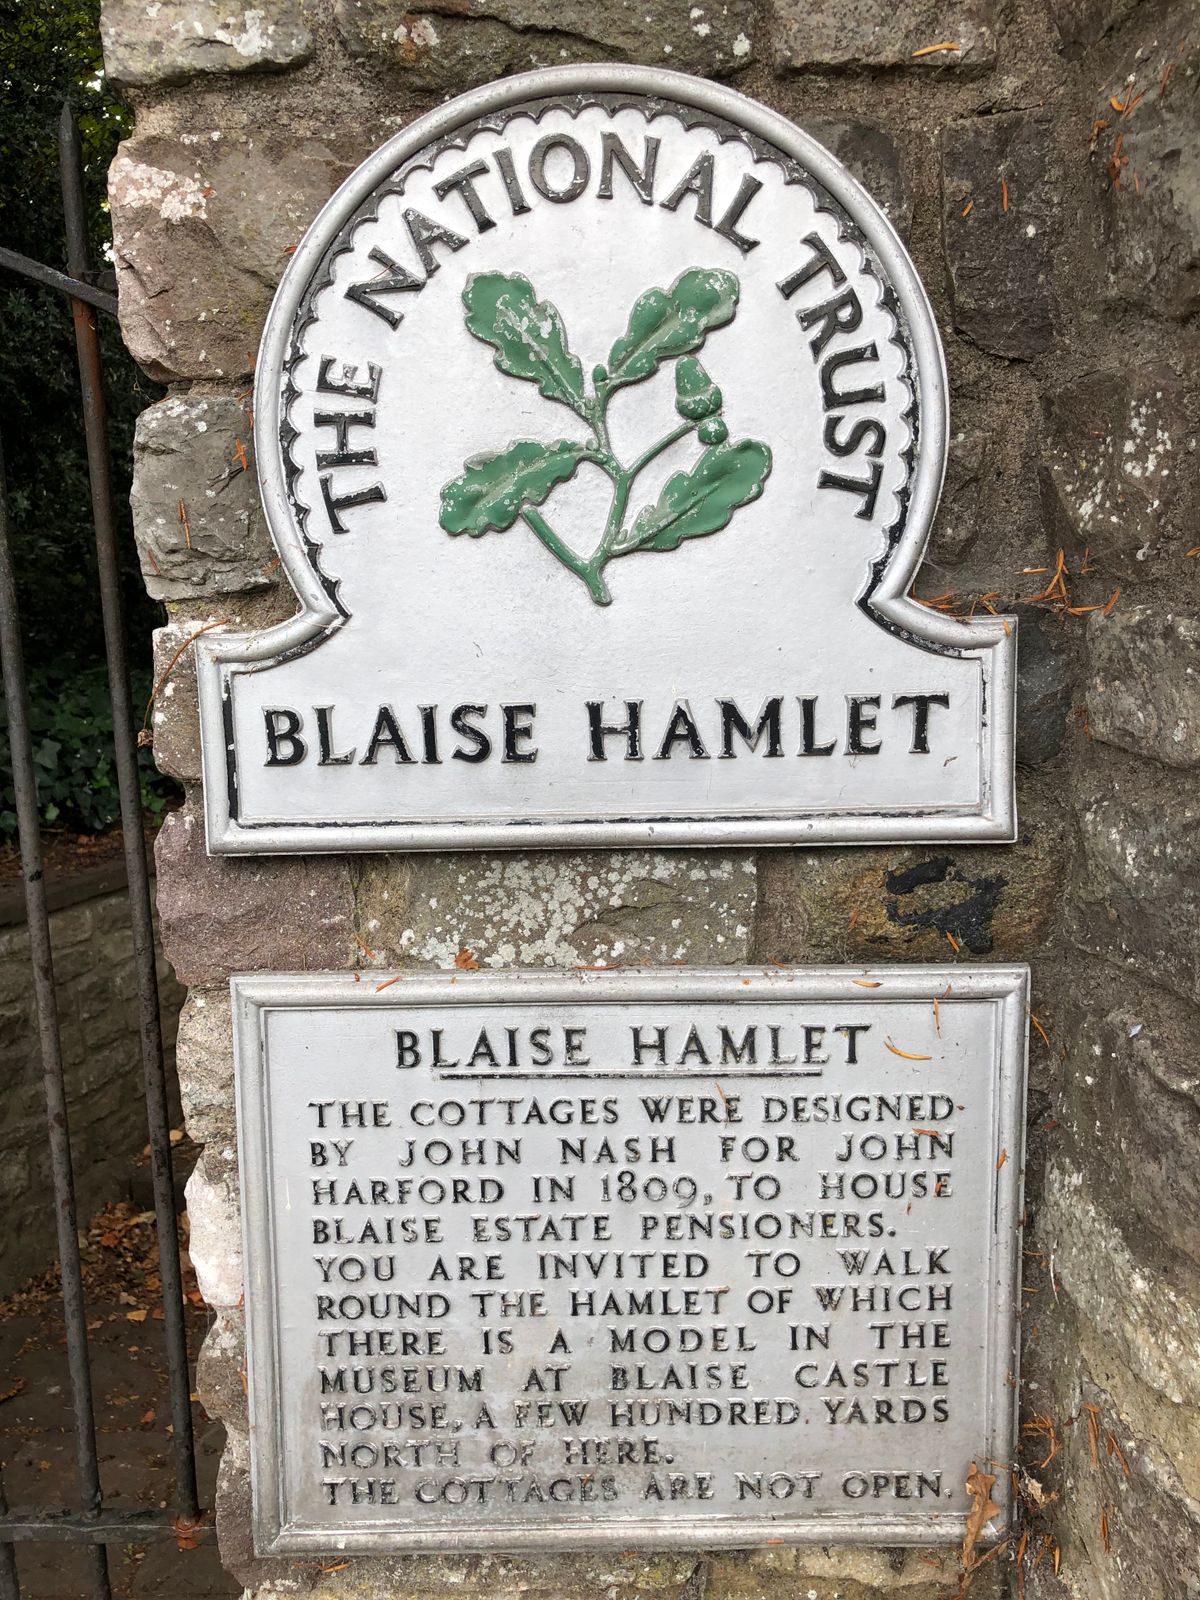 THE NATIONAL TRUST
BLAISE HAMLET
BLAISE HAMLET
THE COTTAGES WERE DESIGNED
BY JOHN NASH FOR JOHN
HARFORD IN 1809, TO HOUSE
BLAISE ESTATE PENSIONERS.
YOU ARE INVITED TO WALK
ROUND THE HAMLET OF WHICH
THERE IS A MODEL IN THE
MUSEUM AT BLAISE CASTLE
HOUSE, A FEW HUNDRED YARDS
NORTH OF HERE.
THE COTTAGES ARE NOT OPEN.